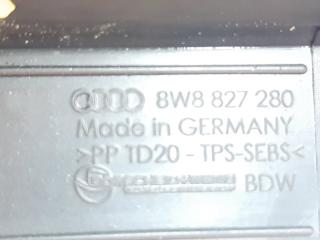 8W8 827 280
Made in GERMANY
>PP TD20 - TPS-SEBS<
BDW